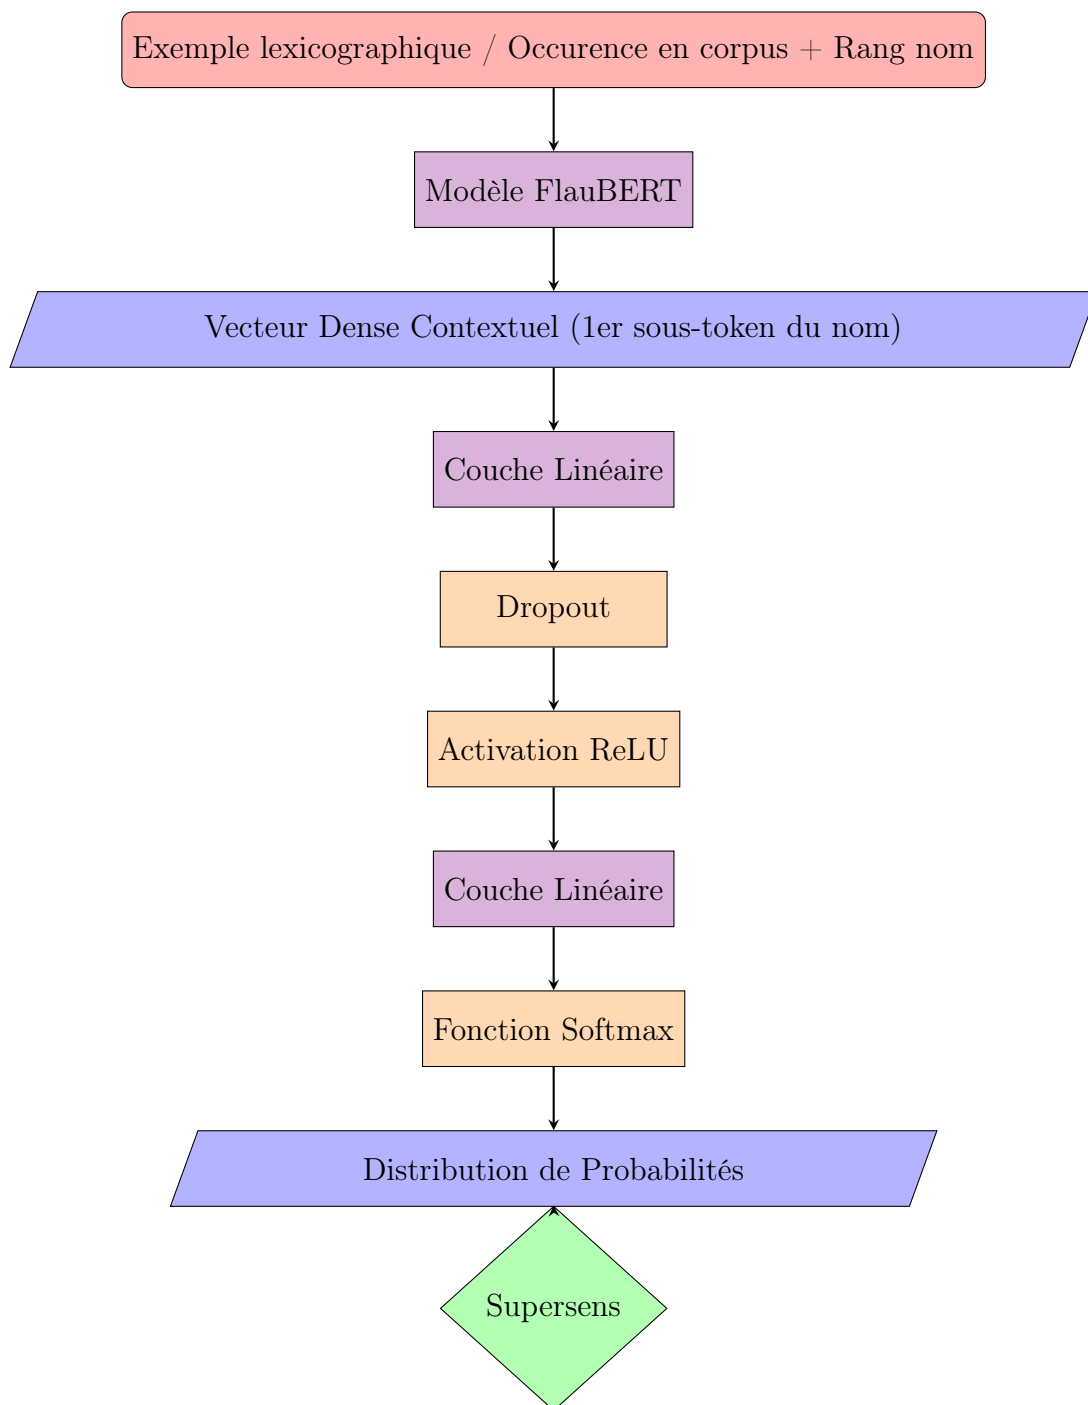 Exemple lexicographique / Occurence en corpus + Rang nom
Modèle FlauBERT
Vecteur Dense Contextuel (1er sous-token du nom)
Couche Linéaire
Dropout
Activation ReLU
Couche Linéaire
Fonction Softmax
Distribution de Probabilités
Supersens